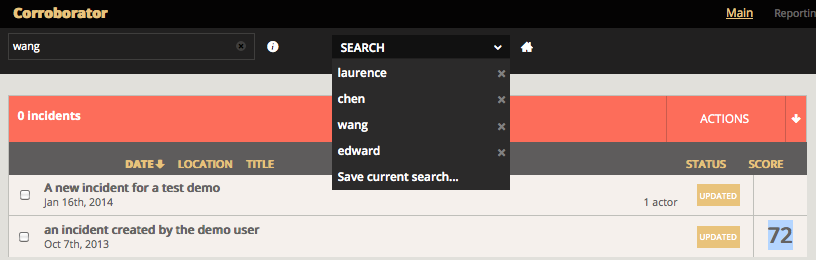 Corroborator
Main
Reportin
wang
SEARCH
laurence
chen
wang
edward
Save current search...
0 incidents
ACTIONS
DATE
LOCATION
TITLE
STATUS
SCORE
A new incident for a test demo
Jan 16th, 2014
1 actor
UPDATED
an incident created by the demo user
Oct 7th, 2013
UPDATED
72